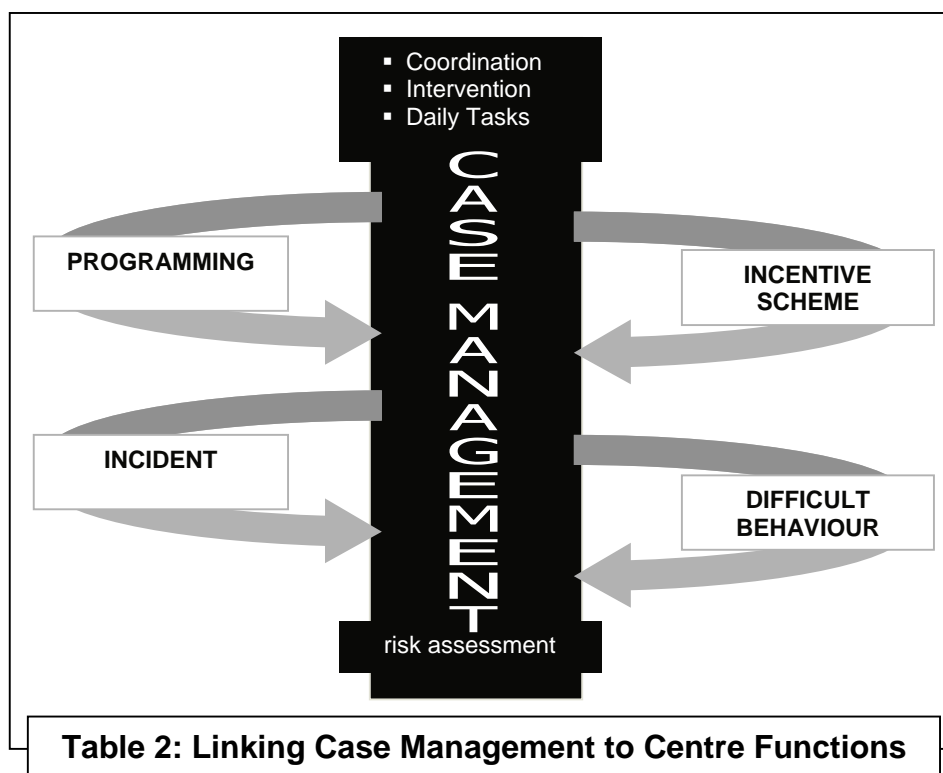 ▪ Coordination
▪ Intervention
▪ Daily Tasks
CASE MANAGEMENT
PROGRAMMING
INCENTIVE
SCHEME
INCIDENT
DIFFICULT
BEHAVIOUR
risk assessment
Table 2: Linking Case Management to Centre Functions